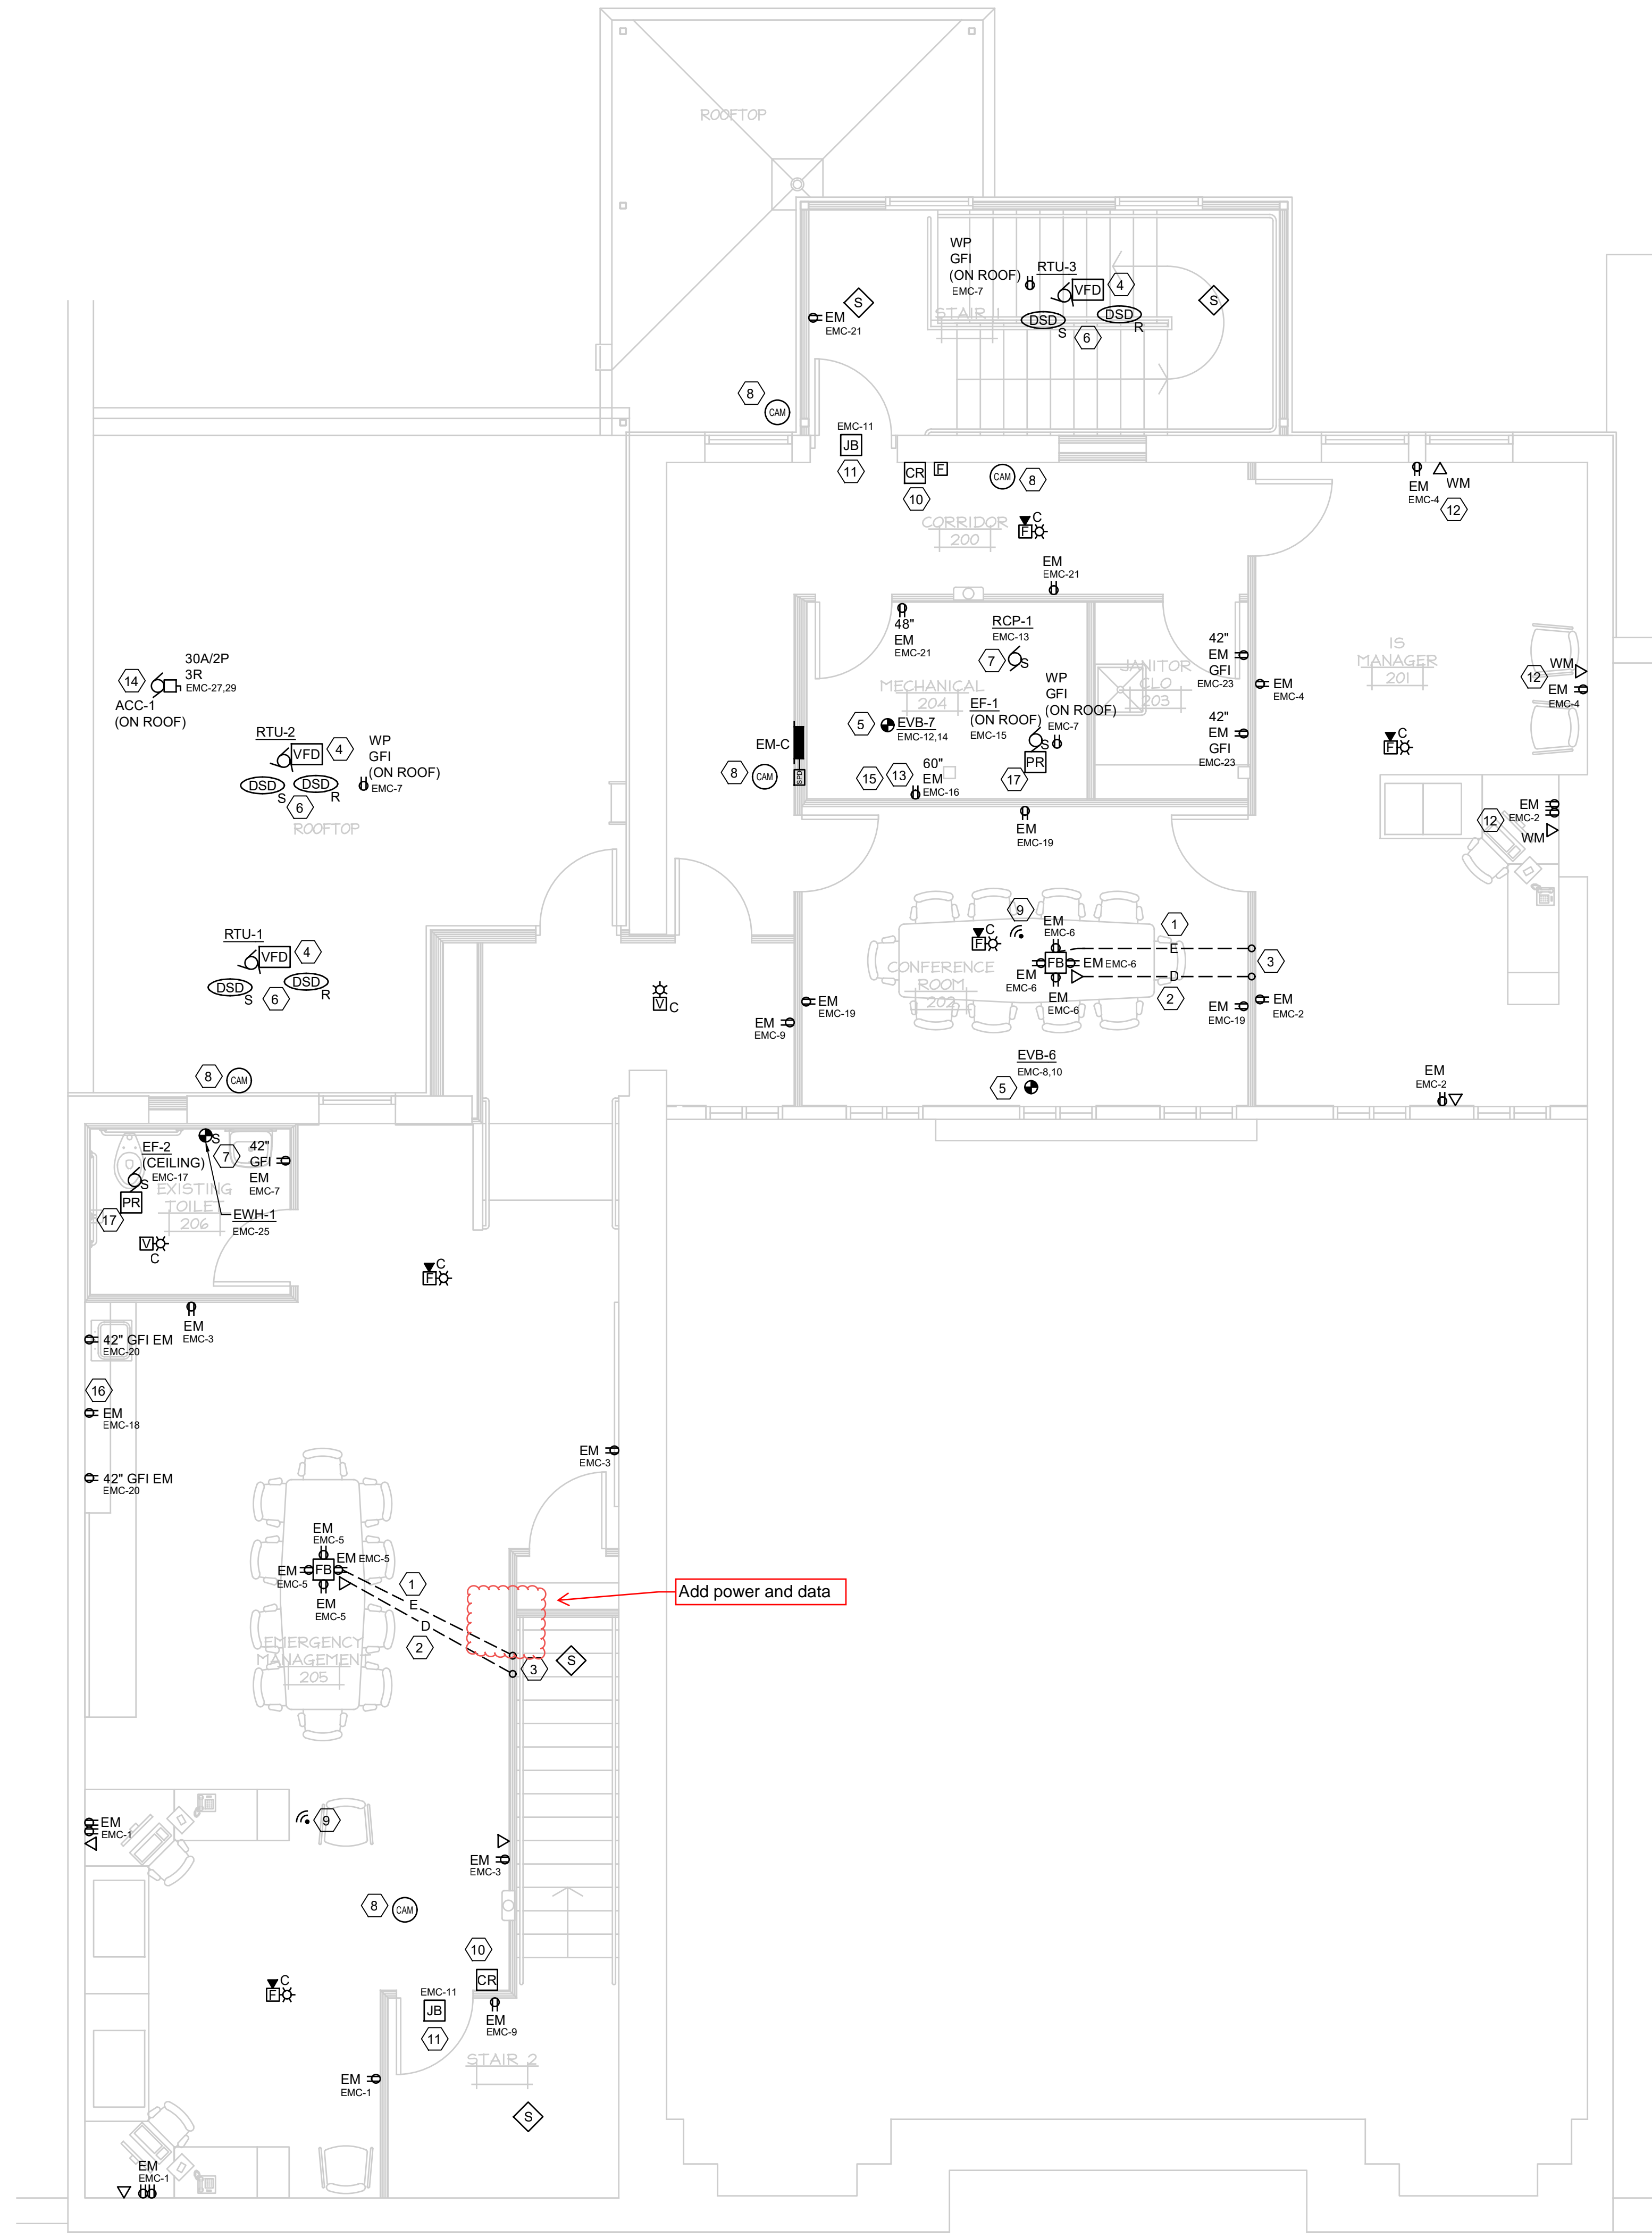 ROOFTOP
WP
GFI
(ON ROOF)
EMC-7
RTU-3
VFD
4
S
S
EM
EMC-21
STAIR 1
DSD
S
DSD
R
6
8
CAM
EMC-11
JB
11
CR
F
10
CAM
8
EM
EMC-4
WM
12
CORRIDOR
200
C
F
EM
EMC-21
48"
EM
EMC-21
RCP-1
EMC-13
7
S
42"
EM
GFI
EMC-23
JANITOR
CLO
203
IS
MANAGER
201
30A/2P
3R
EMC-27,29
14
ACC-1
(ON ROOF)
MECHANICAL
204
WP
GFI
(ON ROOF)
EMC-7
EM
EMC-4
WM
12
EM
EMC-4
RTU-2
VFD
4
WP
GFI
(ON ROOF)
EMC-7
DSD
S
DSD
R
6
ROOFTOP
5
EVB-7
EMC-12,14
EF-1
(ON ROOF)
EMC-15
S
PR
17
42"
EM
GFI
EMC-23
C
F
EM-C
SPD
8
CAM
15
13
60"
EM
EMC-16
EM
EMC-19
EM
EMC-2
12
WM
RTU-1
VFD
4
DSD
S
DSD
R
6
9
C
F
EM
EMC-6
FB
EM EMC-6
EM
EMC-6
EM
EMC-6
1
E
D
2
3
CONFERENCE
ROOM
202
V
C
EM
EMC-9
EM
EMC-19
EM
EMC-19
EM
EMC-2
8
CAM
EVB-6
EMC-8,10
5
EM
EMC-2
EF-2
(CEILING)
EMC-17
S
PR
17
S
7
42"
GFI
EM
EMC-7
EXISTING
TOILET
206
EWH-1
EMC-25
V
C
C
F
EM
EMC-3
42" GFI EM
EMC-20
16
EM
EMC-18
EM
EMC-3
42" GFI EM
EMC-20
EM
EMC-5
EM EMC-5
EM
EMC-5
FB
EM
EMC-5
1
E
D
2
Add power and data
EMERGENCY
MANAGEMENT
205
3
S
9
EM
EMC-1
EM
EMC-3
8
CAM
10
CR
C
F
EMC-11
JB
11
EM
EMC-9
STAIR 2
EM
EMC-1
S
EM
EMC-1